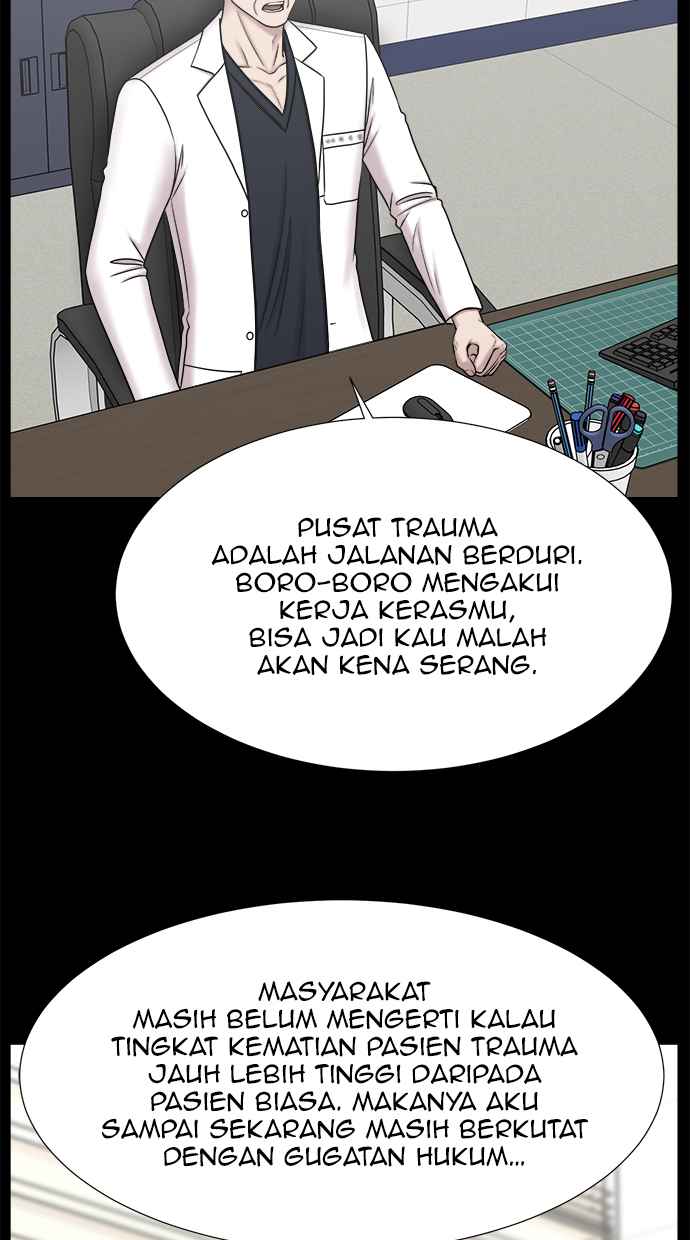 PUSAT TRAUMA
ADALAH JALANAN BERDURI.
BORO-BORO MENGAKUI
KERJA KERASMU,
BISA JADI KAU MALAH
AKAN KENA SERANG.
MASYARAKAT
MASIH BELUM MENGERTI KALAU
TINGKAT KEMATIAN PASIEN TRAUMA
JAUH LEBIH TINGGI DARIPADA
PASIEN BIASA. MAKANYA AKU
SAMPAI SEKARANG MASIH BERKUTAT
DENGAN GUGATAN HUKUM...